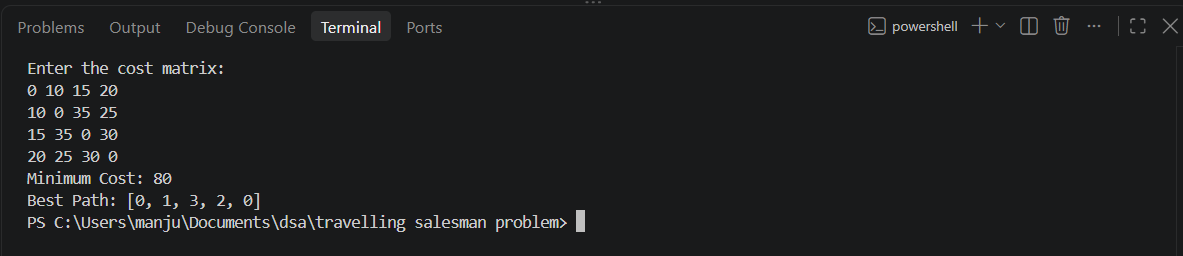 Problems Output Debug Console Terminal Ports powershell
Enter the cost matrix:
0 10 15 20
10 0 35 25
15 35 0 30
20 25 30 0
Minimum Cost: 80
Best Path: [0, 1, 3, 2, 0]
PS C:\Users\manju\Documents\dsa\travelling salesman problem>